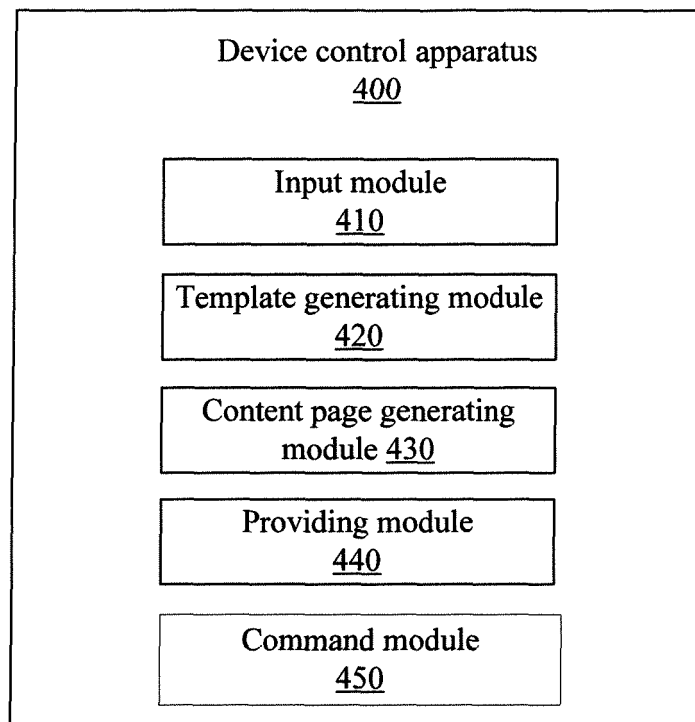 Device control apparatus
400
Input module
410
Template generating module
420
Content page generating
module 430
Providing module
440
Command module
450